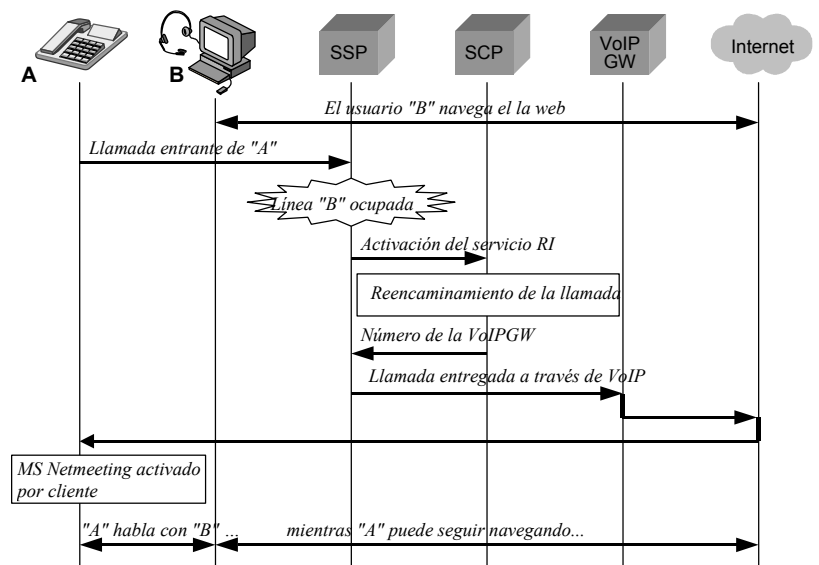 A
B
SSP
SCP
VoIP
GW
Internet
El usuario "B" navega el la web
Llamada entrante de "A"
Línea "B" ocupada
Activación del servicio RI
Reencaminamiento de la llamada
Número de la VoIPGW
Llamada entregada a través de VoIP
MS Netmeeting activado
por cliente
"A" habla con "B" ... mientras "A" puede seguir navegando...